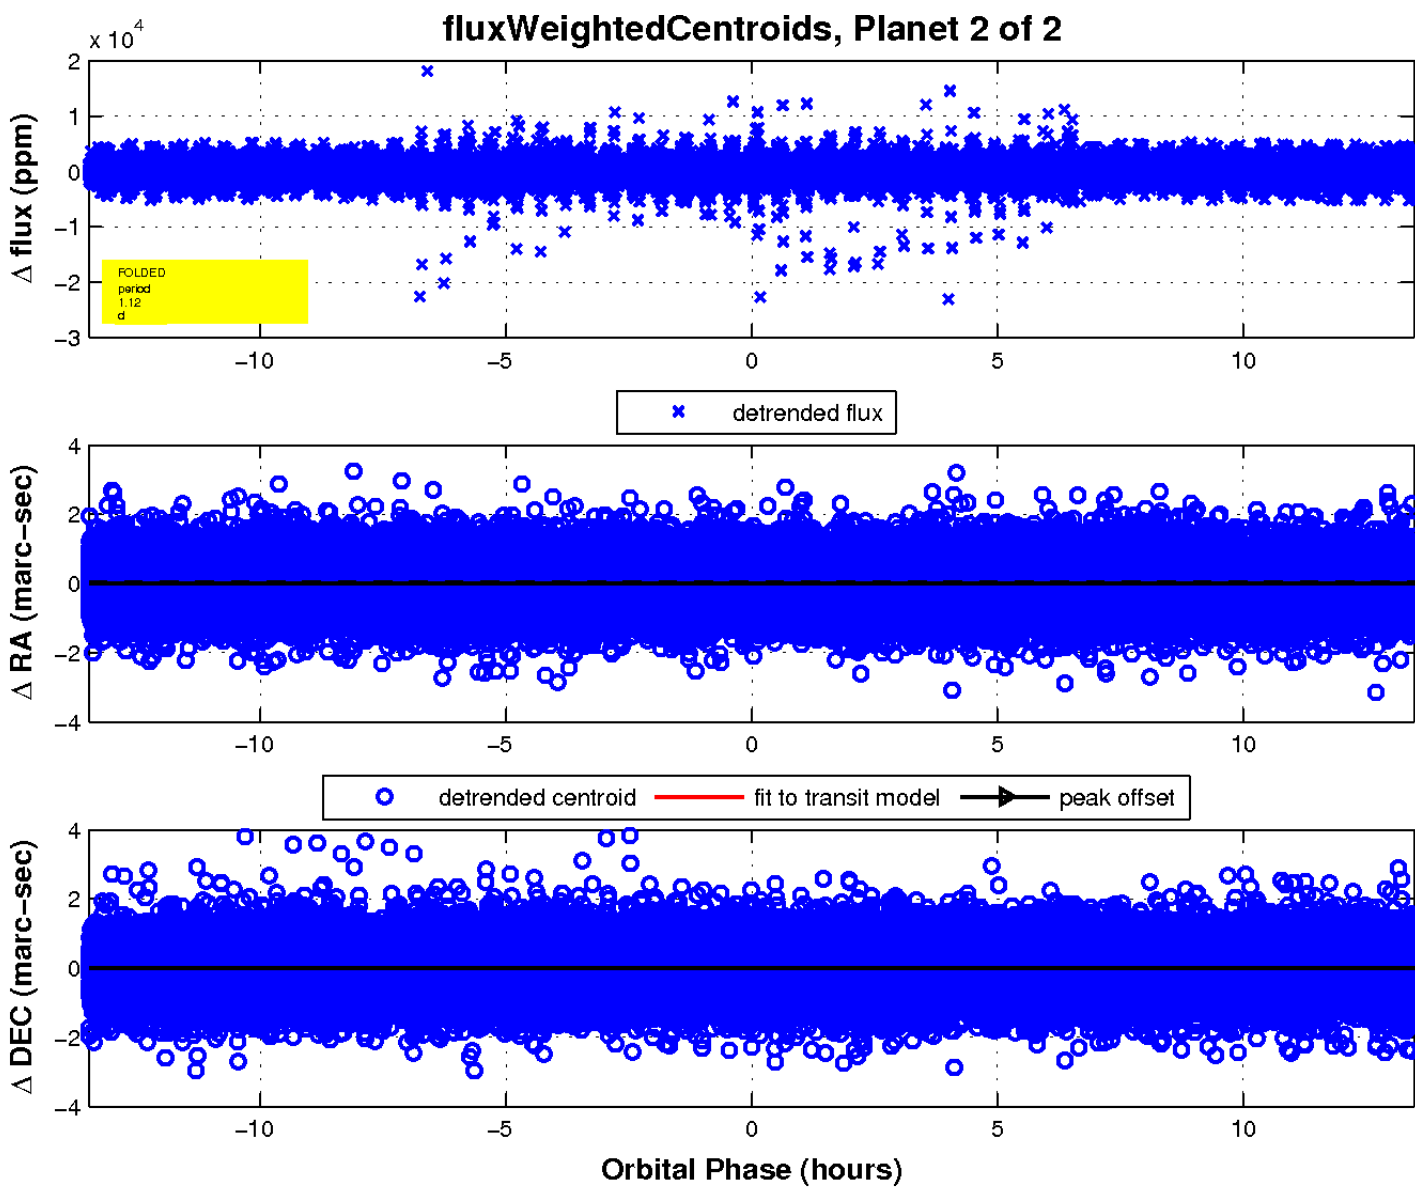 fluxWeightedCentroids, Planet 2 of 2
x 10^4
2
1
0
−1
−2
−3
Δ flux (ppm)
FOLDED
period
1.12
d
−10 −5 0 5 10
detrended flux
4
2
0
−2
−4
Δ RA (marc−sec)
−10 −5 0 5 10
detrended centroid fit to transit model peak offset
4
2
0
−2
−4
Δ DEC (marc−sec)
−10 −5 0 5 10
Orbital Phase (hours)